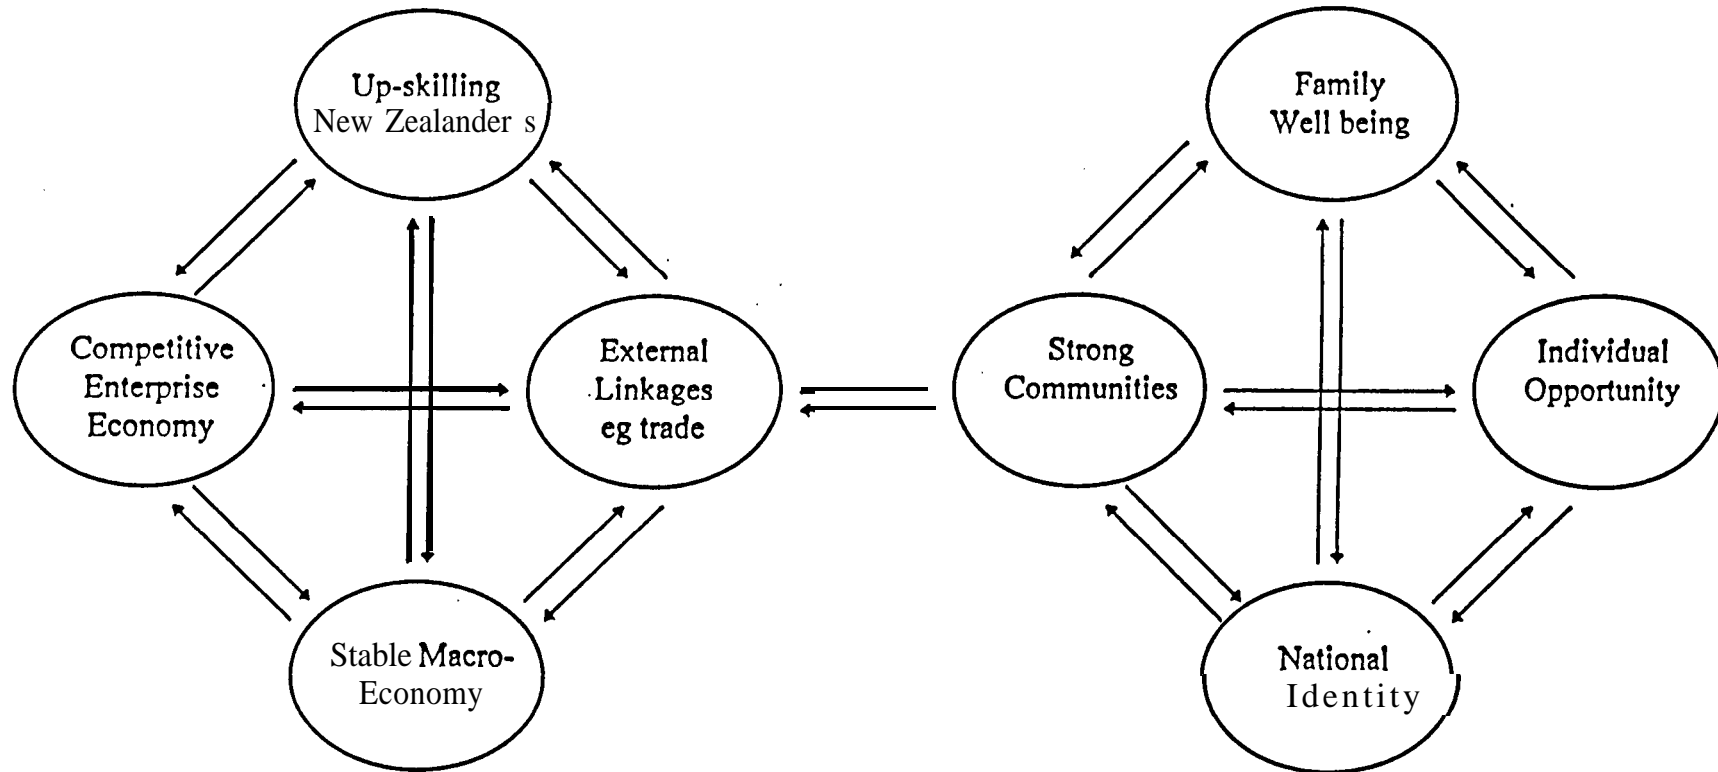 Up-skilling
New Zealander s
Family
Well being
Competitive
Enterprise
Economy
External
Linkages
eg trade
Strong
Communities
Individual
Opportunity
Stable Macro-
Economy
National
Identity